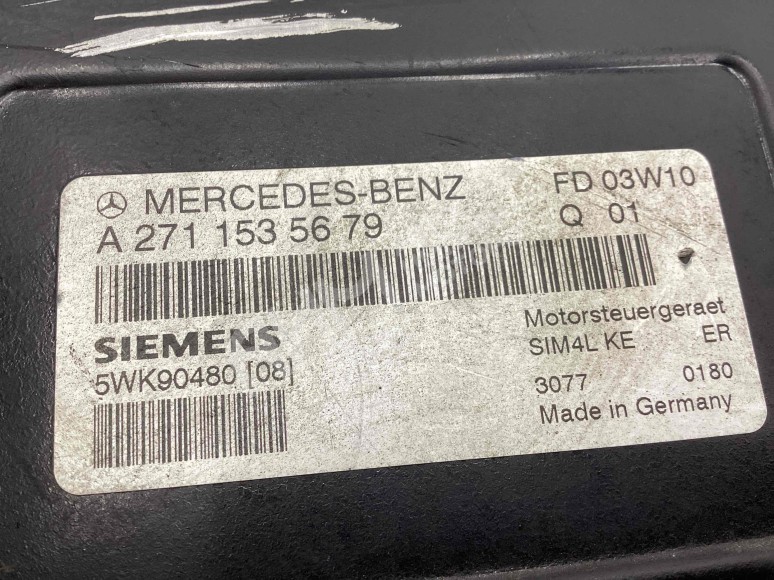 MERCEDES-BENZ
FD 03W10
A 271 153 56 79
Q 01
SIEMENS
Motorsteuergeraet
5WK90480 [08]
SIM4L KE ER
3077 0180
Made in Germany